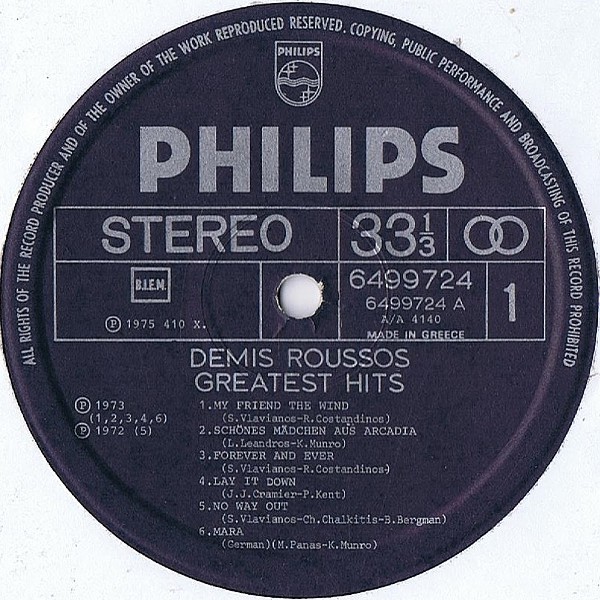 ALL RIGHTS OF THE RECORD PRODUCER AND OF THE OWNER OF THE WORK REPRODUCED RESERVED. COPYING, PUBLIC PERFORMANCE AND BROADCASTING OF THIS RECORD PROHIBITED
PHILIPS
PHILIPS
STEREO 33 1/3
B.I.E.M. 6499724 1
6499724 A
Ⓟ 1975 410 X. A/A 4140
MADE IN GREECE
DEMIS ROUSSOS
GREATEST HITS
Ⓟ 1973
(1,2,3,4,6)
Ⓟ 1972 (5)
1.MY FRIEND THE WIND
(S.Vlavianos-R.Costandinos)
2.SCHÖNES MÄDCHEN AUS ARCADIA
(L.Leandros-K.Munro)
3.FOREVER AND EVER
(S.Vlavianos-R.Costandinos)
4.LAY IT DOWN
(J.J.Cramier-P.Kent)
5.NO WAY OUT
(S.Vlavianos-Ch.Chalkitis-B.Bergman)
6.MARA
(German)(M.Panas-K.Munro)